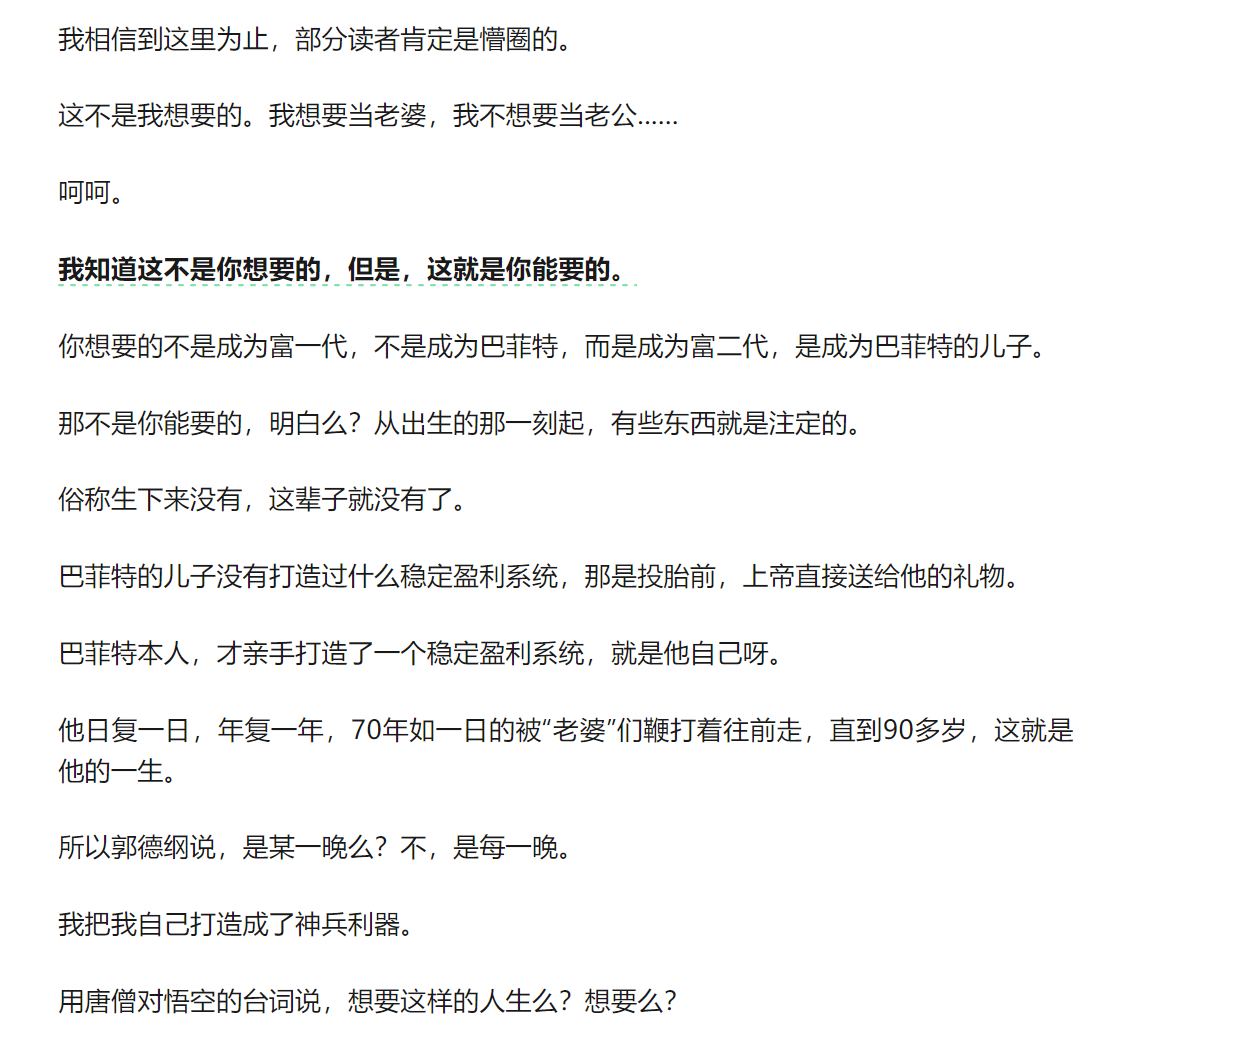 我相信到这里为止，部分读者肯定是懵圈的。
这不是我想要的。我想要当老婆，我不想要当老公……
呵呵。
我知道这不是你想要的，但是，这就是你能要的。
你想要的不是成为富一代，不是成为巴菲特，而是成为富二代，是成为巴菲特的儿子。
那不是你能要的，明白么？从出生的那一刻起，有些东西就是注定的。
俗称生下来没有，这辈子就没有了。
巴菲特的儿子没有打造过什么稳定盈利系统，那是投胎前，上帝直接送给他的礼物。
巴菲特本人，才亲手打造了一个稳定盈利系统，就是他自己呀。
他日复一日，年复一年，70年如一日的被“老婆”们鞭打着往前走，直到90多岁，这就是
他的一生。
所以郭德纲说，是某一晚么？不，是每一晚。
我把我自己打造成了神兵利器。
用唐僧对悟空的台词说，想要这样的人生么？想要么？